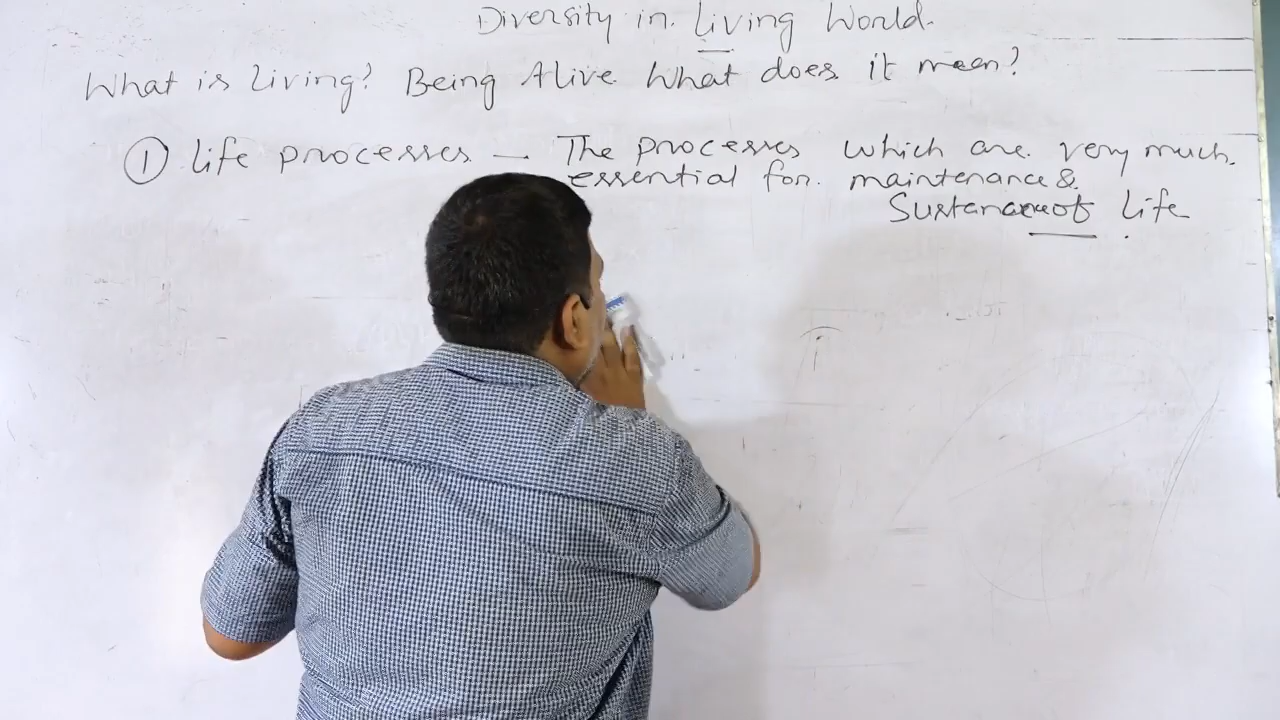 Diversity in Living World.
What is Living? Being Alive What does it mean?
① Life processes — The processes which are very much
essential for maintenance &
Sustanance of Life